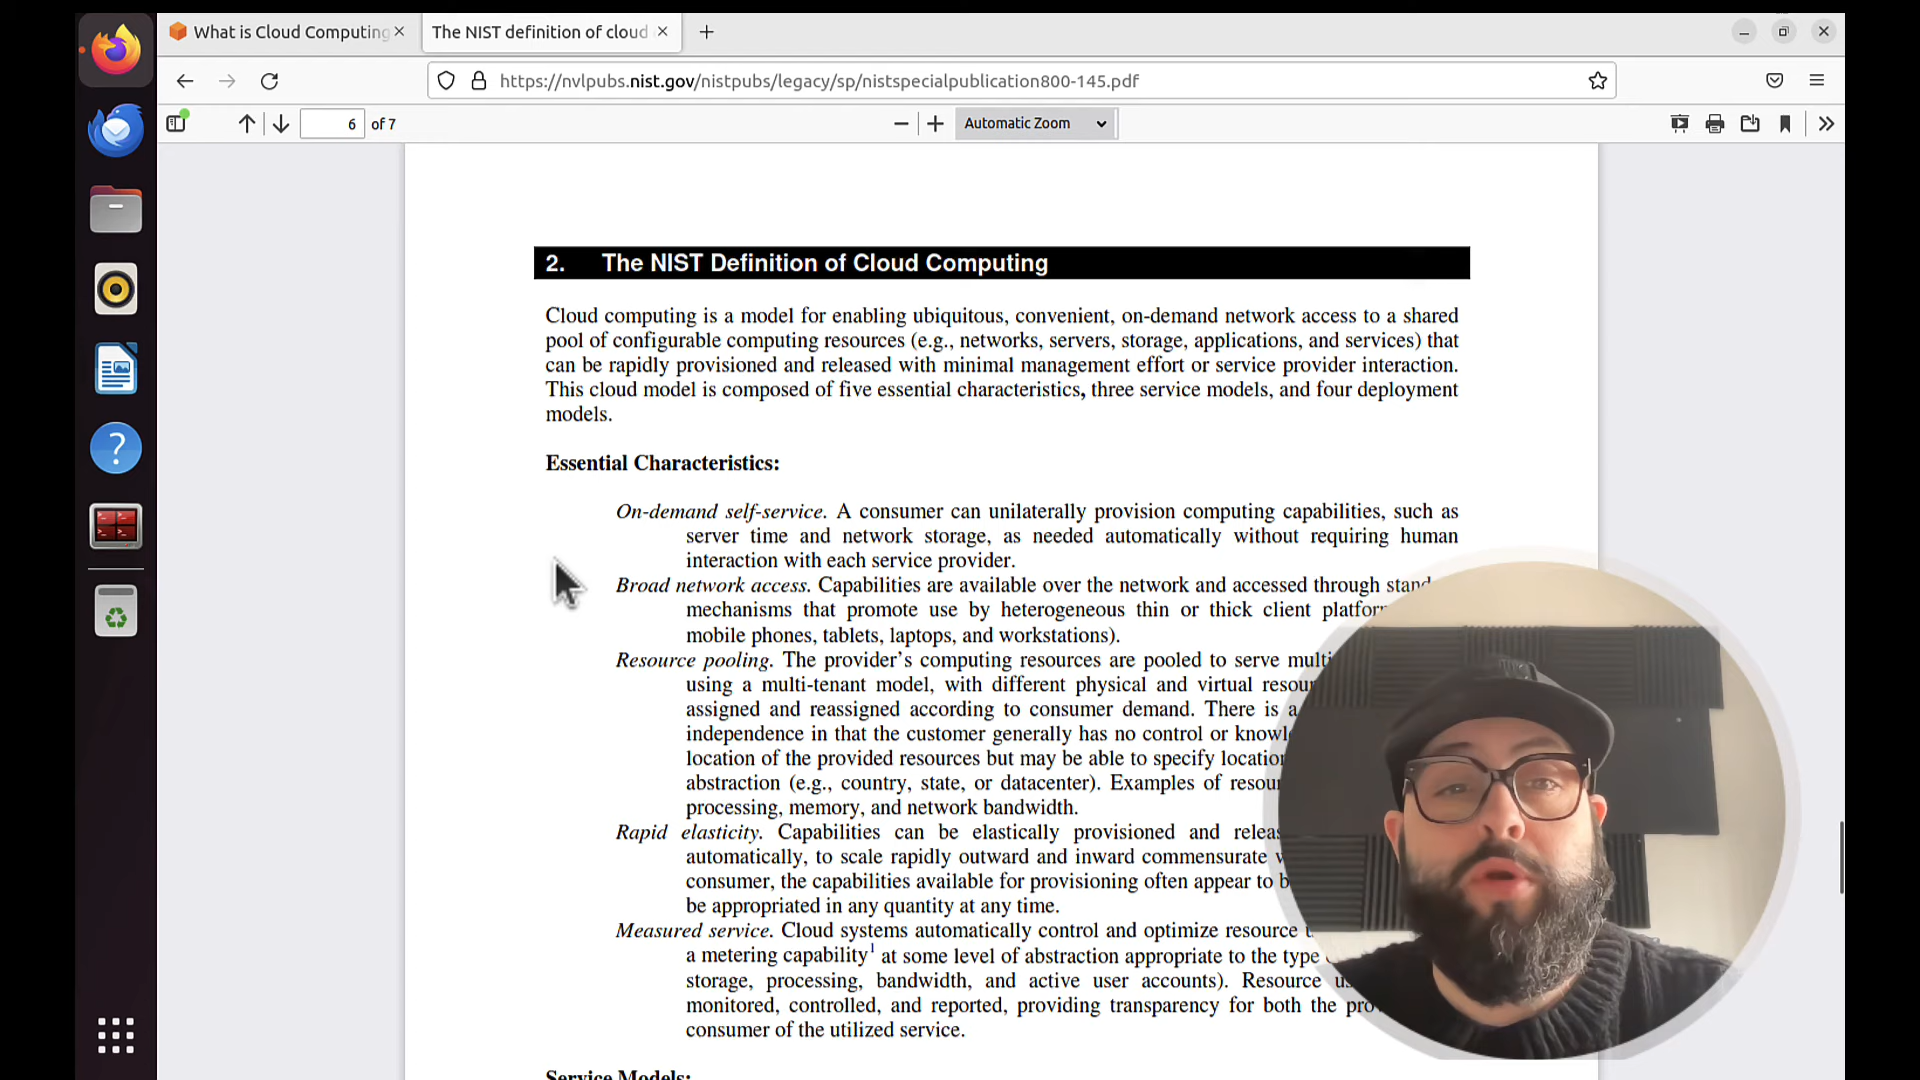 What is Cloud Computing
The NIST definition of cloud
https://nvlpubs.nist.gov/nistpubs/legacy/sp/nistspecialpublication800-145.pdf
6 of 7
Automatic Zoom
2. The NIST Definition of Cloud Computing
Cloud computing is a model for enabling ubiquitous, convenient, on-demand network access to a shared
pool of configurable computing resources (e.g., networks, servers, storage, applications, and services) that
can be rapidly provisioned and released with minimal management effort or service provider interaction.
This cloud model is composed of five essential characteristics, three service models, and four deployment
models.
Essential Characteristics:
On-demand self-service. A consumer can unilaterally provision computing capabilities, such as
server time and network storage, as needed automatically without requiring human
interaction with each service provider.
Broad network access. Capabilities are available over the network and accessed through
mechanisms that promote use by heterogeneous thin or thick client
mobile phones, tablets, laptops, and workstations).
Resource pooling. The provider’s computing resources are pooled to serve
using a multi-tenant model, with different physical and virtual
assigned and reassigned according to consumer demand. There is a
independence in that the customer generally has no control or
location of the provided resources but may be able to specify
abstraction (e.g., country, state, or datacenter). Examples of
processing, memory, and network bandwidth.
Rapid elasticity. Capabilities can be elastically provisioned and
automatically, to scale rapidly outward and inward commensurate
consumer, the capabilities available for provisioning often appear to
be appropriated in any quantity at any time.
Measured service. Cloud systems automatically control and optimize resource
a metering capability1 at some level of abstraction appropriate to the type
storage, processing, bandwidth, and active user accounts). Resource
monitored, controlled, and reported, providing transparency for both the
consumer of the utilized service.
Service Models: